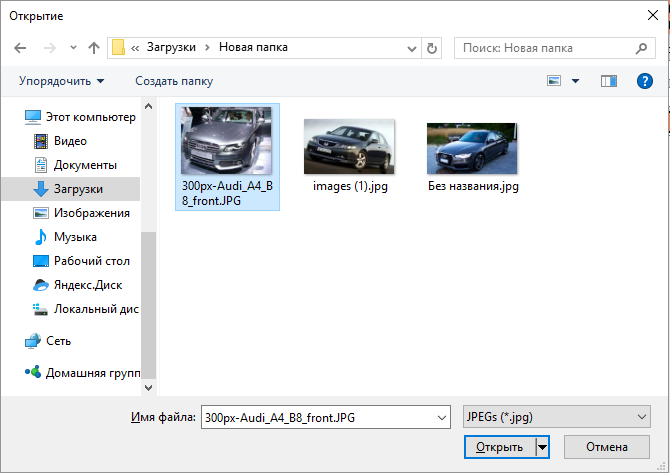 Открытие
« Загрузки > Новая папка
Поиск: Новая папка
Упорядочить
Создать папку
?
Этот компьютер
Видео
Документы
Загрузки
Изображения
Музыка
Рабочий стол
Яндекс.Диск
Локальный дис
Сеть
Домашняя групп
300px-Audi_A4_B
8_front.JPG
images (1).jpg
Без названия.jpg
Имя файла:
300px-Audi_A4_B8_front.JPG
JPEGs (*.jpg)
Открыть
Отмена